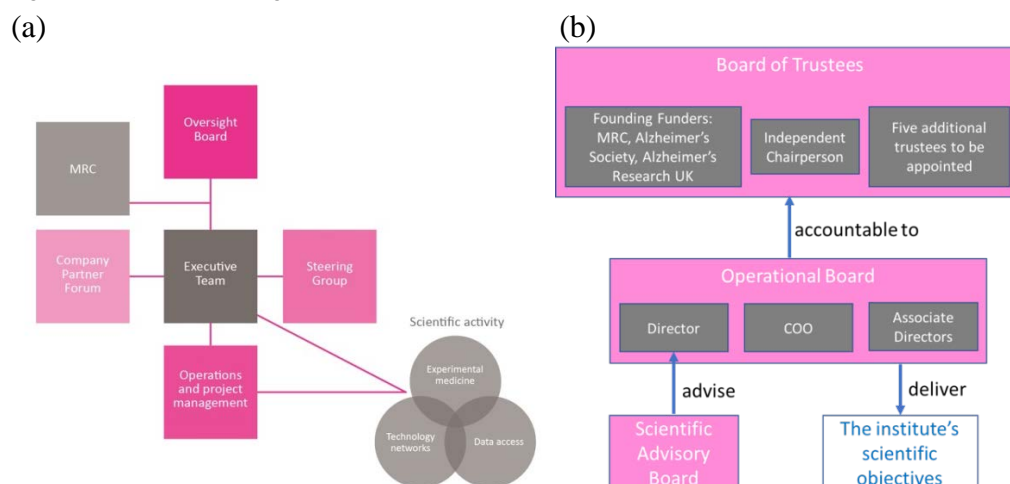 (a)
Oversight
Board
MRC
Company
Partner
Forum
Executive
Team
Steering
Group
Operations
and project
management
Scientific activity
Experimental
medicine
Technology
networks
Data access
(b)
Board of Trustees
Founding Funders:
MRC, Alzheimer's
Society, Alzheimer's
Research UK
Independent
Chairperson
Five additional
trustees to be
appointed
accountable to
Operational Board
Director
COO
Associate
Directors
advise
deliver
Scientific
Advisory
Board
The institute's
scientific
objectives